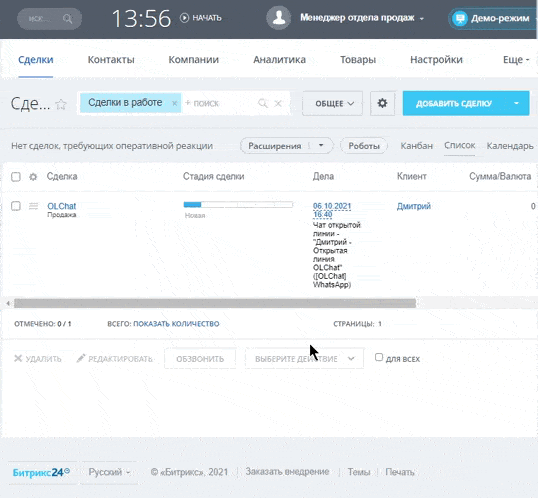 иск...
13:56
НАЧАТЬ
Менеджер отдела продаж
Демо-режим
Сделки
Контакты
Компании
Аналитика
Товары
Настройки
Еще
Сде...
Сделки в работе ×
+ поиск
ОБЩЕЕ
ДОБАВИТЬ СДЕЛКУ
Нет сделок, требующих оперативной реакции
Расширения
Роботы
Канбан
Список
Календарь
Сделка
Стадия сделки
Дела
Клиент
Сумма/Валюта
OLChat
Продажа
Новая
06.10.2021
16:40
Чат открытой
линии -
"Дмитрий -
Открытая
линия
OLChat"
([OLChat]
WhatsApp)
Дмитрий
0
ОТМЕЧЕНО: 0 / 1
ВСЕГО: ПОКАЗАТЬ КОЛИЧЕСТВО
СТРАНИЦЫ: 1
УДАЛИТЬ
РЕДАКТИРОВАТЬ
ОБЗВОНИТЬ
ВЫБЕРИТЕ ДЕЙСТВИЕ
ДЛЯ ВСЕХ
Битрикс24
Русский
© «Битрикс», 2021
Заказать внедрение
Темы
Печать